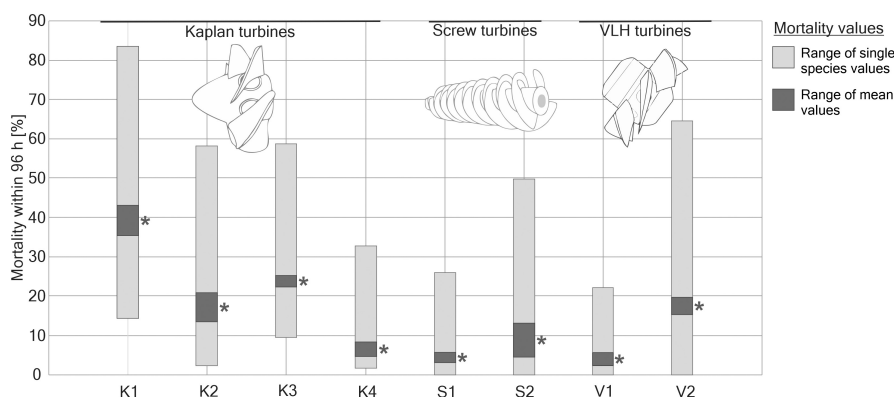 Kaplan turbines
Screw turbines
VLH turbines
Mortality values
Range of single
species values
Range of mean
values
Mortality within 96 h [%]
90
80
70
60
50
40
30
20
10
0
*
*
*
*
*
*
*
*
K1
K2
K3
K4
S1
S2
V1
V2